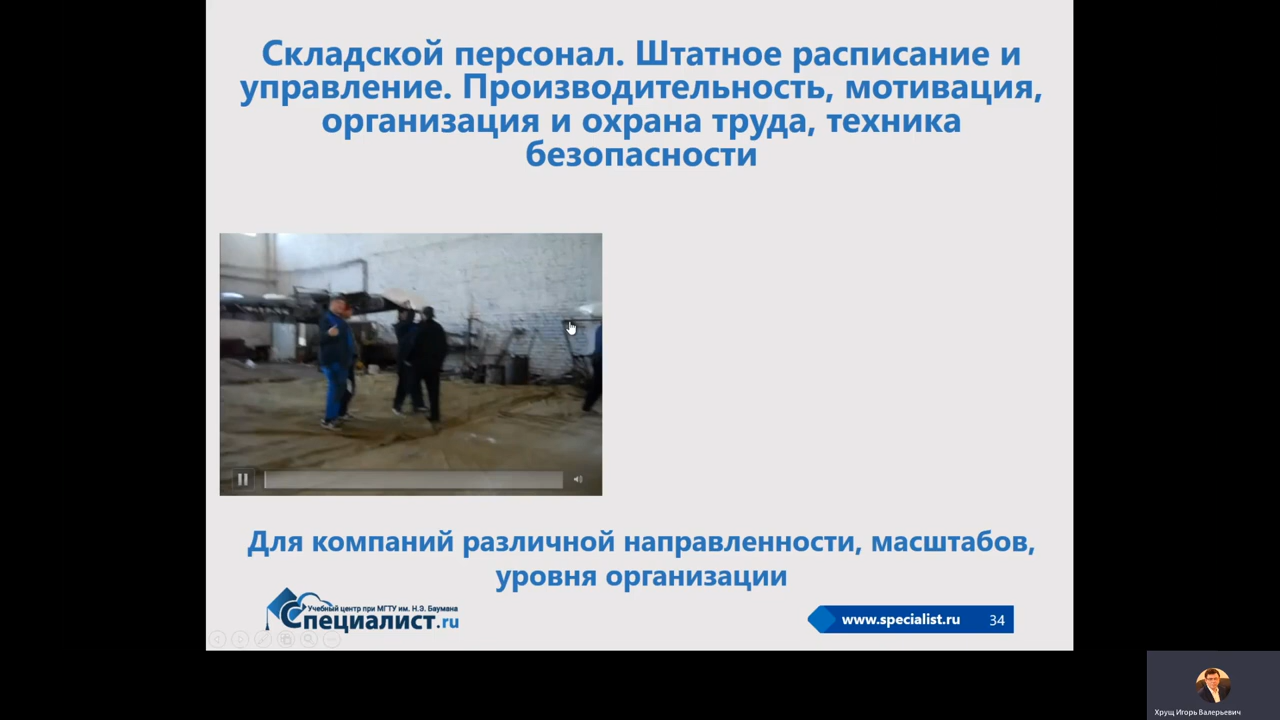 Складской персонал. Штатное расписание и
управление. Производительность, мотивация,
организация и охрана труда, техника
безопасности
Для компаний различной направленности, масштабов,
уровня организации
Учебный центр при МГТУ им. Н.Э. Баумана
Специалист.ru
www.specialist.ru 34
Хрущ Игорь Валерьевич